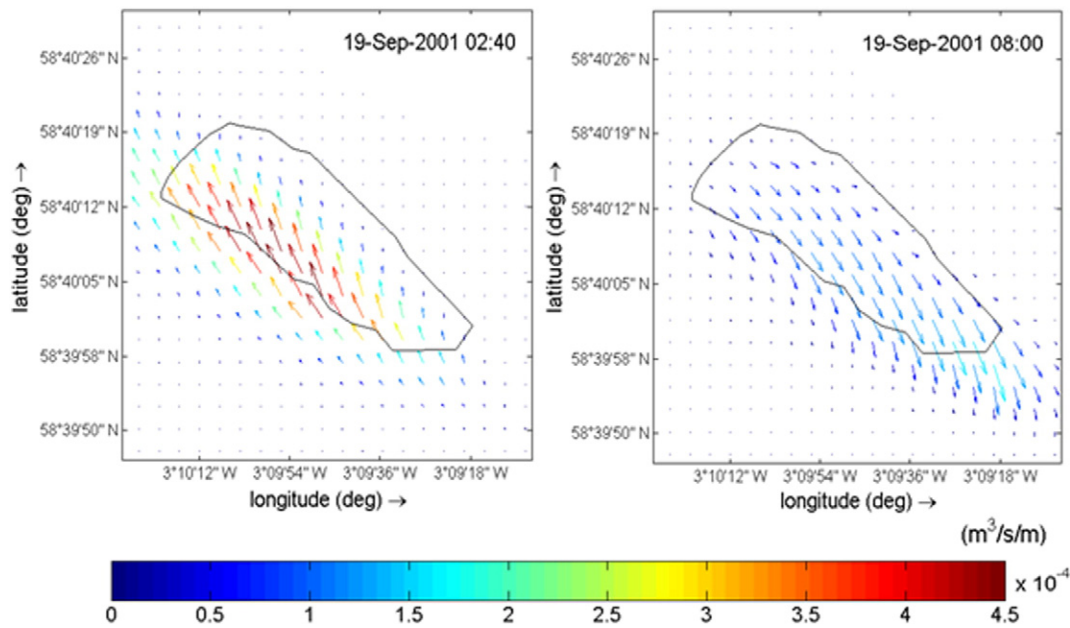 19-Sep-2001 02:40
58°40'26" N
58°40'19" N
58°40'12" N
58°40'05" N
58°39'58" N
58°39'50" N
latitude (deg) →
3°10'12" W 3°09'54" W 3°09'36" W 3°09'18" W
longitude (deg) →
19-Sep-2001 08:00
58°40'26" N
58°40'19" N
58°40'12" N
58°40'05" N
58°39'58" N
58°39'50" N
latitude (deg) →
3°10'12" W 3°09'54" W 3°09'36" W 3°09'18" W
longitude (deg) →
(m³/s/m)
x 10⁻⁴
0 0.5 1 1.5 2 2.5 3 3.5 4 4.5